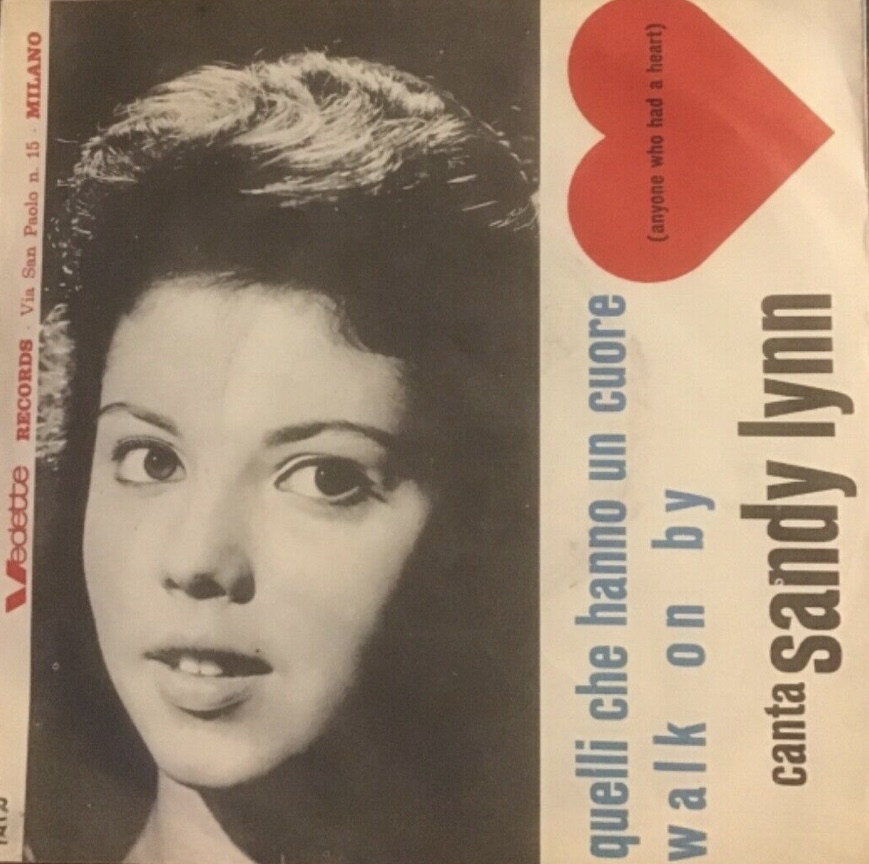 Vedette RECORDS · Via San Paolo n. 15 · MILANO
(anyone who had a heart)
quelli che hanno un cuore
walk on by
canta sandy lynn